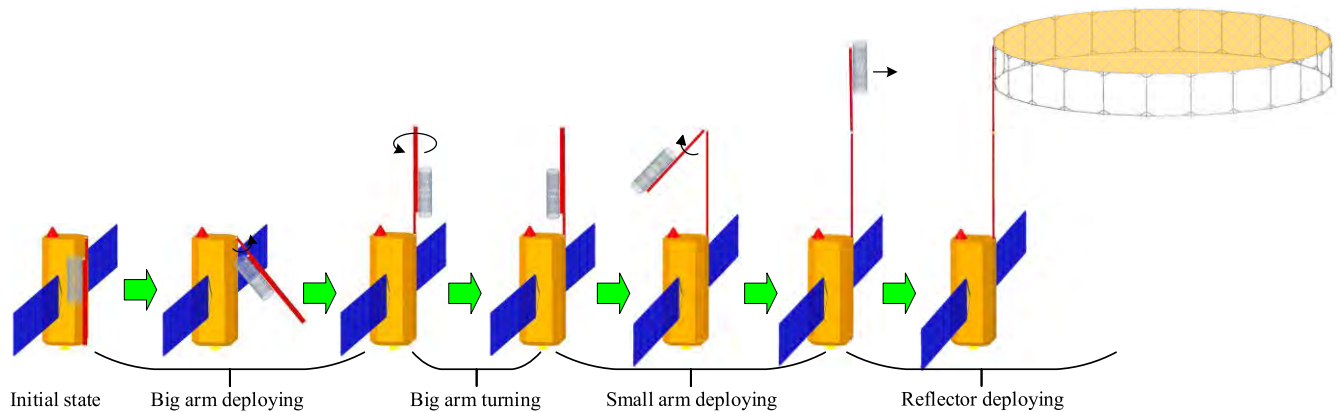 Initial state
Big arm deploying
Big arm turning
Small arm deploying
Reflector deploying